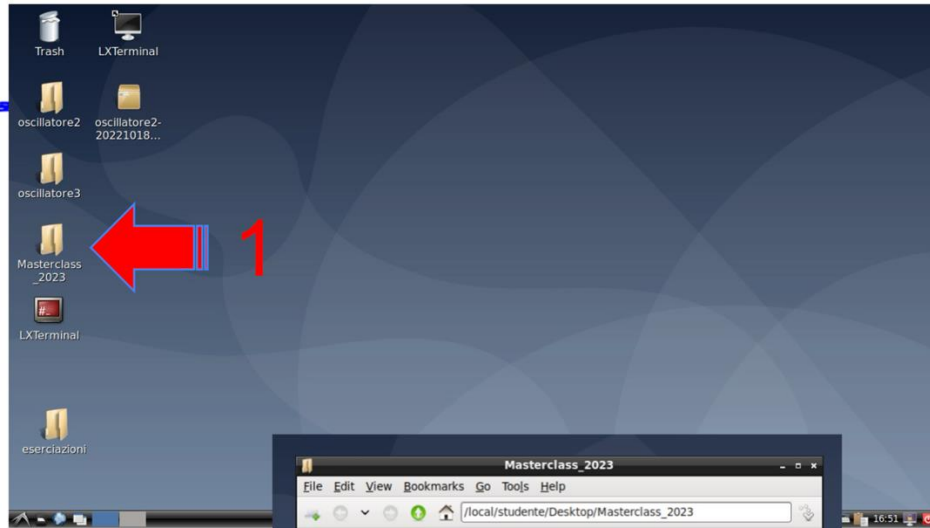 Trash
LXTerminal
oscillatore2
oscillatore2-
20221018...
oscillatore3
Masterclass
_2023
1
#_
LXTerminal
eserciazioni
Masterclass_2023
File Edit View Bookmarks Go Tools Help
/local/studente/Desktop/Masterclass_2023
16:51